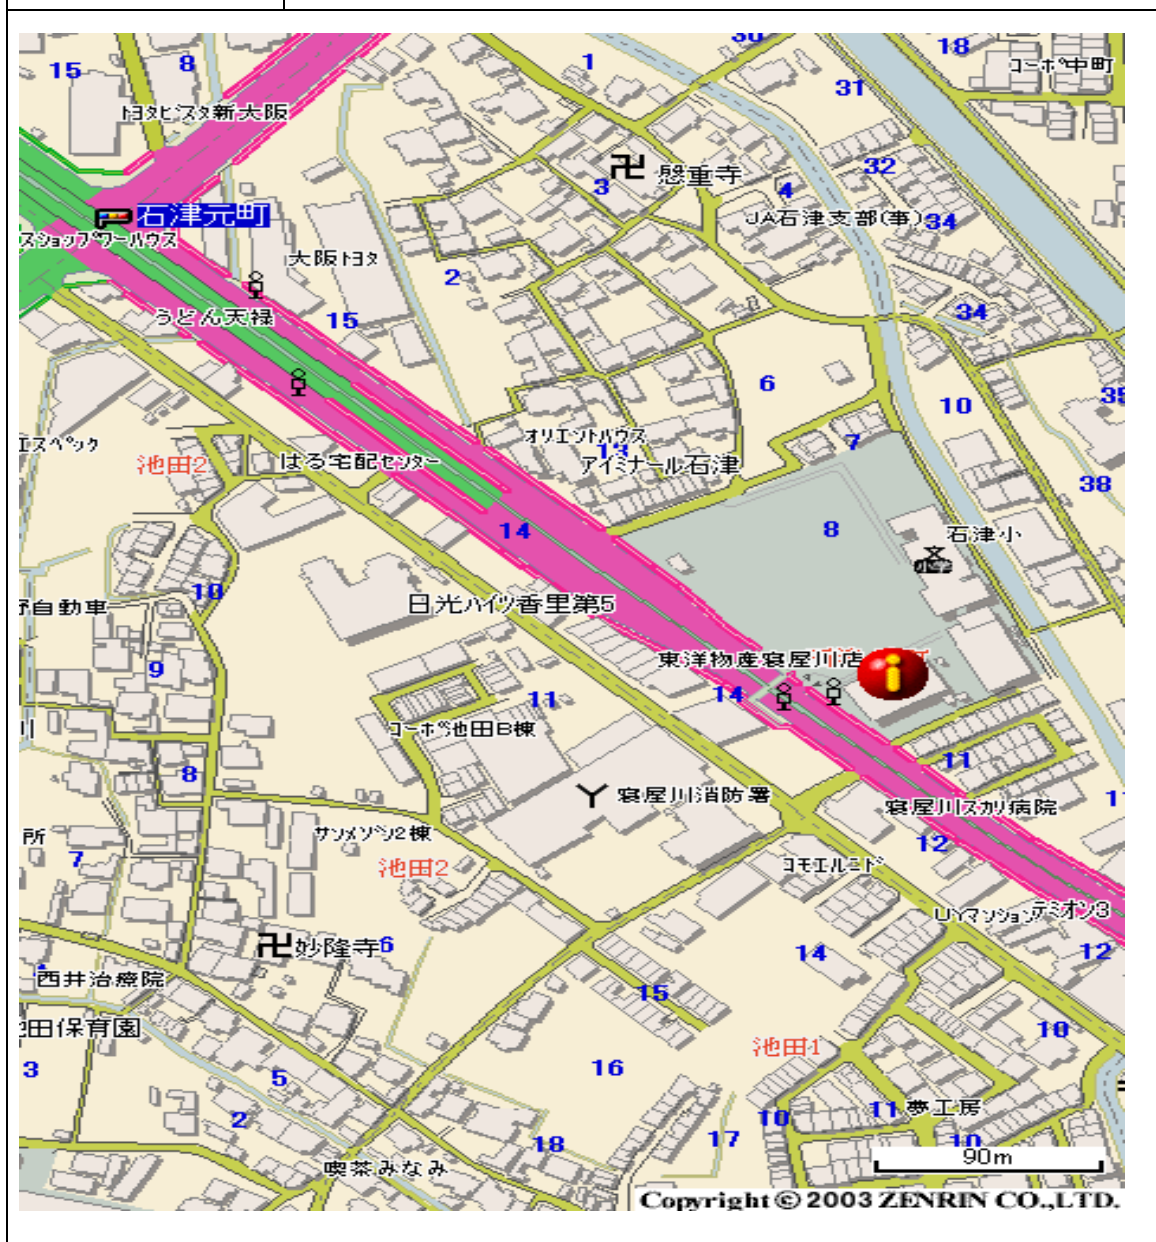 30
18
15
8
1
コーポ中町
31
トヨタビスタ新大阪
32
卍
慇重寺
3
4
石津元町
JA石津支部(事)
34
スショップワーハウス
大阪トヨタ
2
34
うどん天禄
15
6
35
10
オリエントハウス
7
エスペック
13
池田2
はる宅配センター
アイミナール石津
38
14
8
石津小
文
10
野自動車
日光ハイツ香里第5
9
東洋物産寝屋川店
i
14
11
コーポ池田B棟
11
8
Y
寝屋川消防署
寝屋川スカリ病院
11
サンメゾン2棟
所
7
12
池田2
コモエルニド
U1マンション
デミオン3
卍
妙隆寺
6
14
12
西井治療院
15
池田保育園
10
池田1
3
16
5
2
10
11
夢工房
17
18
10
90m
喫茶みなみ
Copyright © 2003 ZENRIN CO.,LTD.